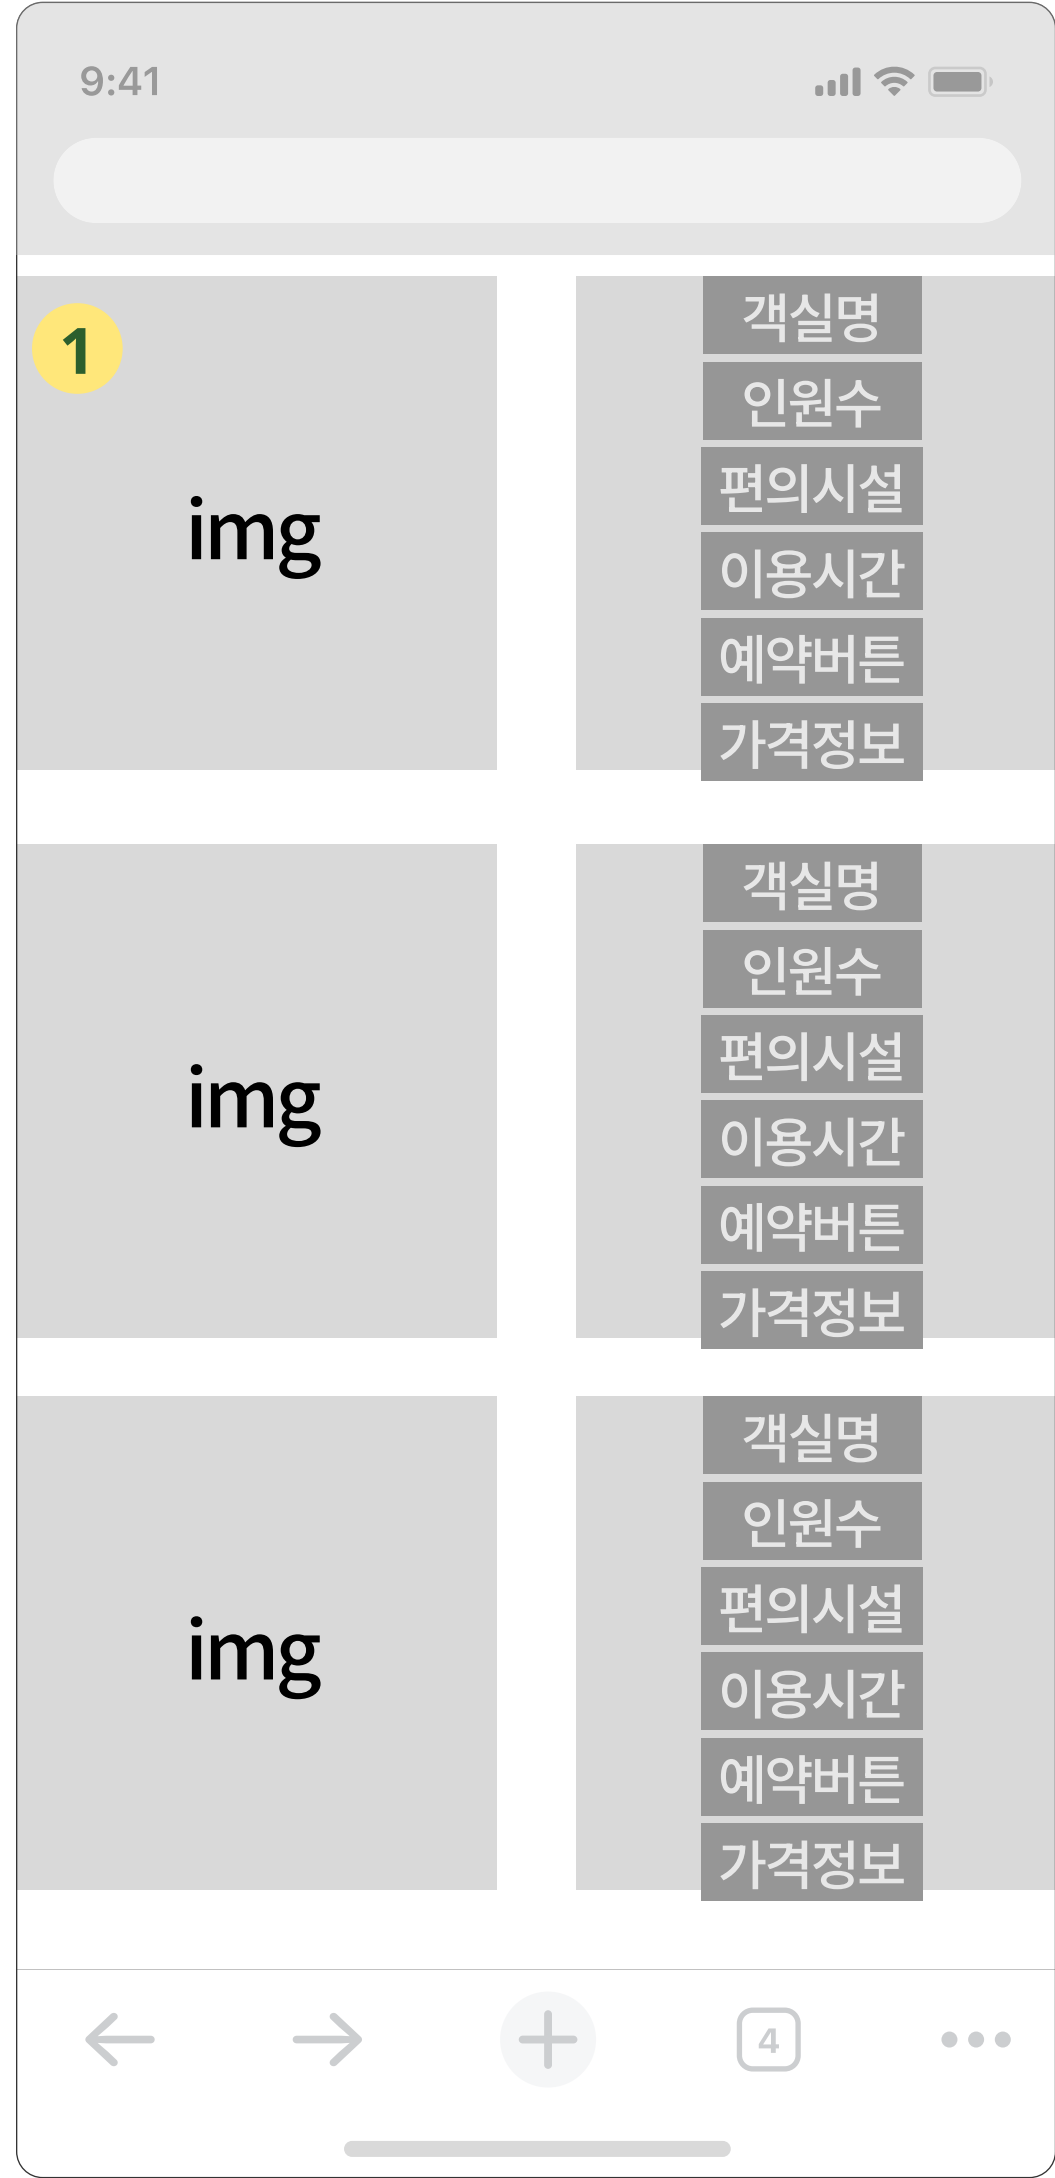 9:41
1
img
객실명
인원수
편의시설
이용시간
예약버튼
가격정보
img
객실명
인원수
편의시설
이용시간
예약버튼
가격정보
img
객실명
인원수
편의시설
이용시간
예약버튼
가격정보
4